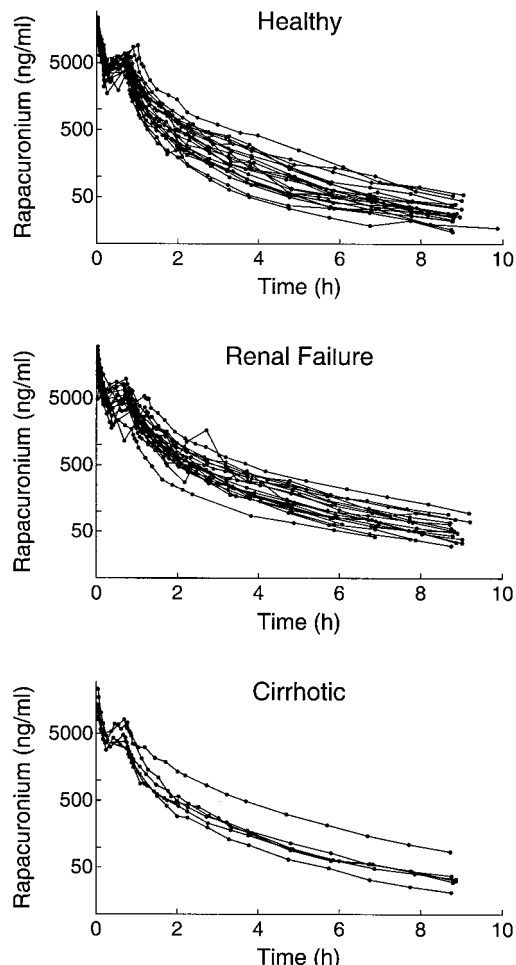 Healthy
Rapacuronium (ng/ml)
5000
500
50
0 2 4 6 8 10
Time (h)
Renal Failure
Rapacuronium (ng/ml)
5000
500
50
0 2 4 6 8 10
Time (h)
Cirrhotic
Rapacuronium (ng/ml)
5000
500
50
0 2 4 6 8 10
Time (h)